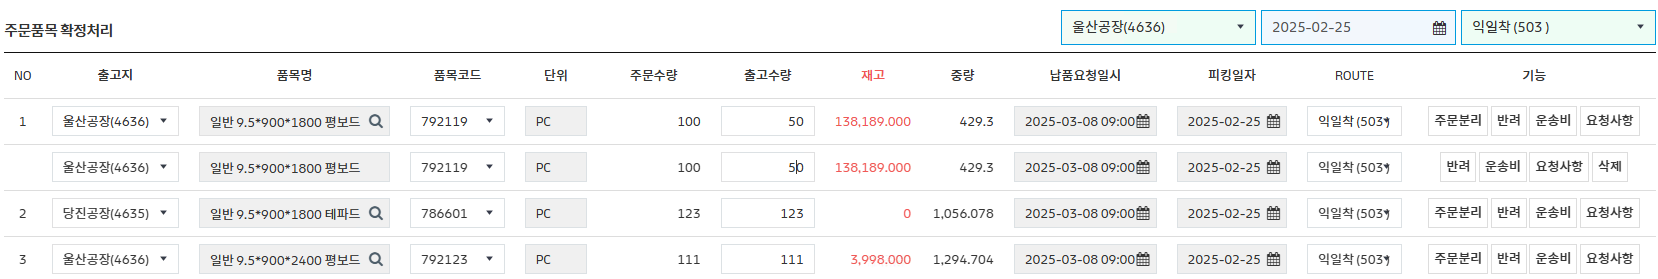 주문품목 확정처리 울산공장(4636) 2025-02-25 익일착 (503 )
NO 출고지 품목명 품목코드 단위 주문수량 출고수량 재고 중량 납품요청일시 피킹일자 ROUTE 기능
1 울산공장(4636) 일반 9.5*900*1800 평보드 792119 PC 100 50 138,189.000 429.3 2025-03-08 09:00 2025-02-25 익일착 (503 ) 주문분리 반려 운송비 요청사항
울산공장(4636) 일반 9.5*900*1800 평보드 792119 PC 100 50 138,189.000 429.3 2025-03-08 09:00 2025-02-25 익일착 (503 ) 반려 운송비 요청사항 삭제
2 당진공장(4635) 일반 9.5*900*1800 테파드 786601 PC 123 123 0 1,056.078 2025-03-08 09:00 2025-02-25 익일착 (503 ) 주문분리 반려 운송비 요청사항
3 울산공장(4636) 일반 9.5*900*2400 평보드 792123 PC 111 111 3,998.000 1,294.704 2025-03-08 09:00 2025-02-25 익일착 (503 ) 주문분리 반려 운송비 요청사항